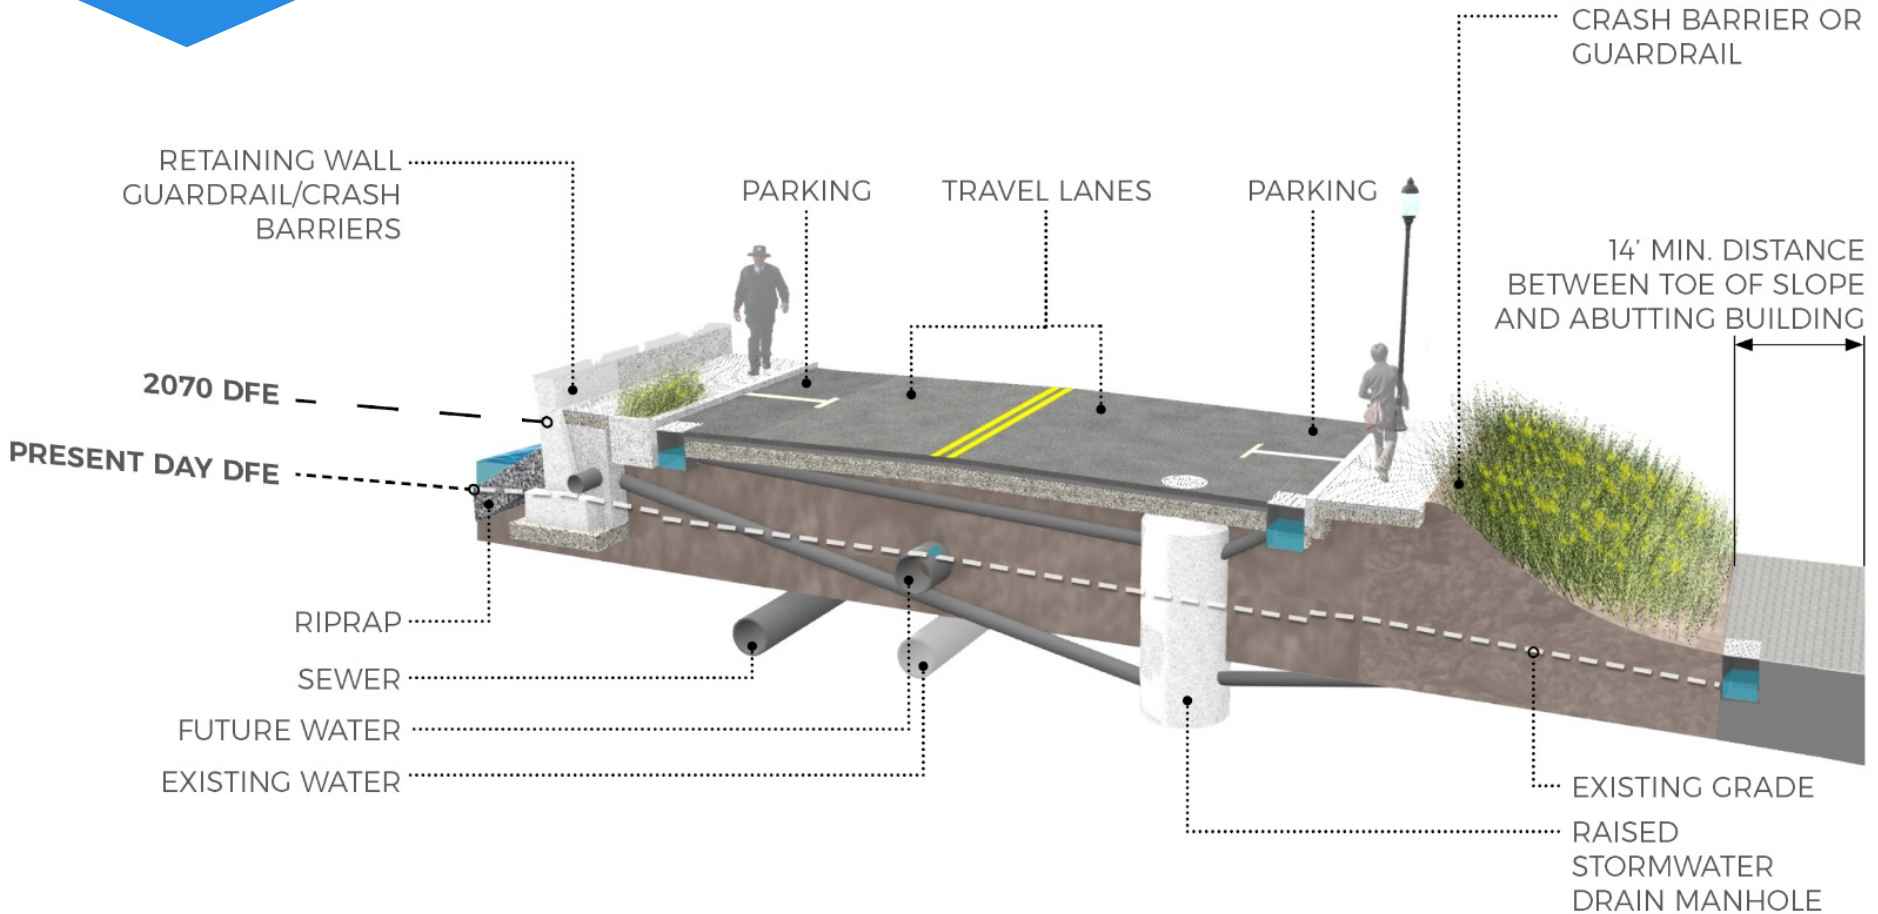 CRASH BARRIER OR
GUARDRAIL
RETAINING WALL
GUARDRAIL/CRASH
BARRIERS
PARKING
TRAVEL LANES
PARKING
14' MIN. DISTANCE
BETWEEN TOE OF SLOPE
AND ABUTTING BUILDING
2070 DFE
PRESENT DAY DFE
RIPRAP
SEWER
FUTURE WATER
EXISTING WATER
EXISTING GRADE
RAISED
STORMWATER
DRAIN MANHOLE